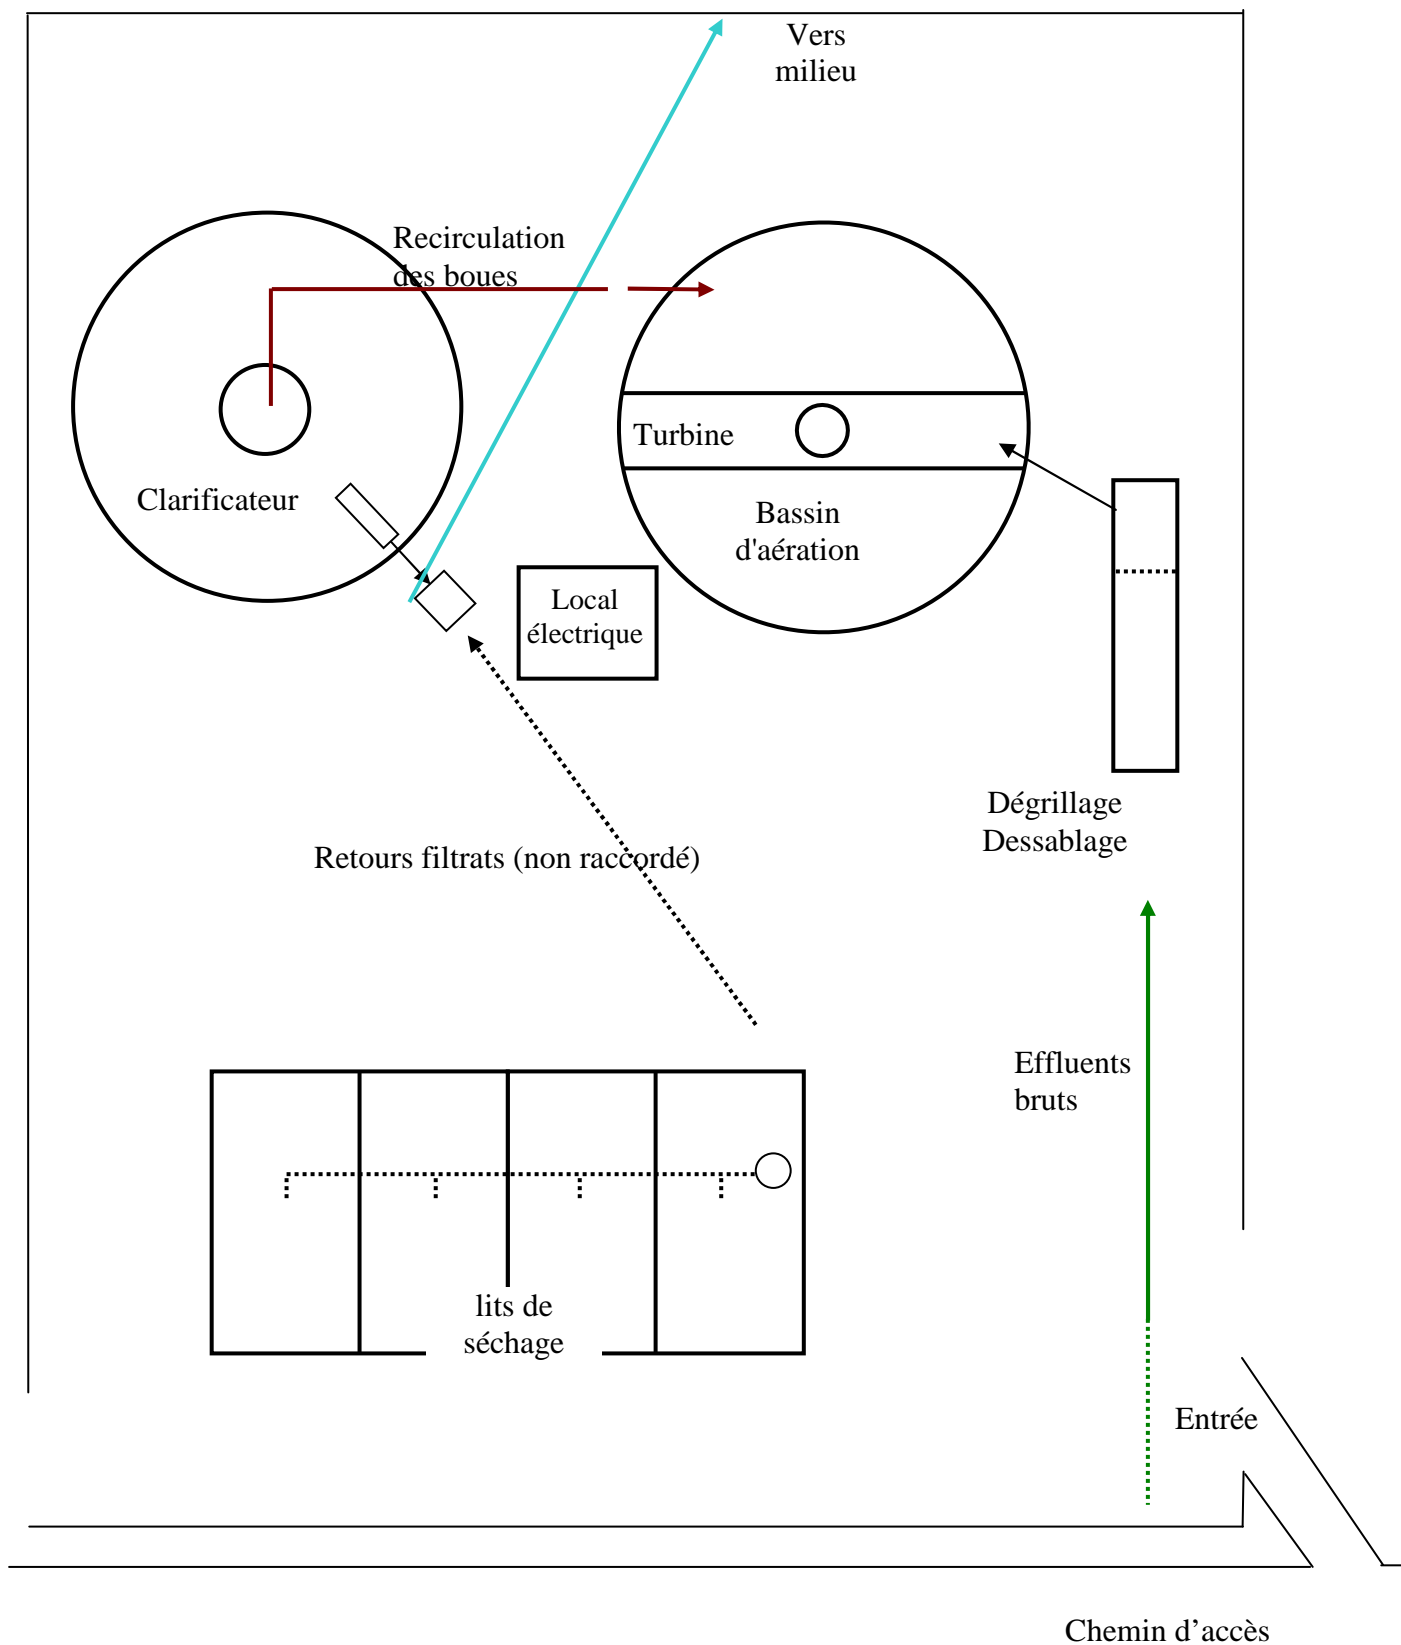 Vers
milieu
Recirculation
des boues
Turbine
Clarificateur
Bassin
d'aération
Local
électrique
Dégrillage
Dessablage
Retours filtrats (non raccordé)
Effluents
bruts
lits de
séchage
Entrée
Chemin d’accès